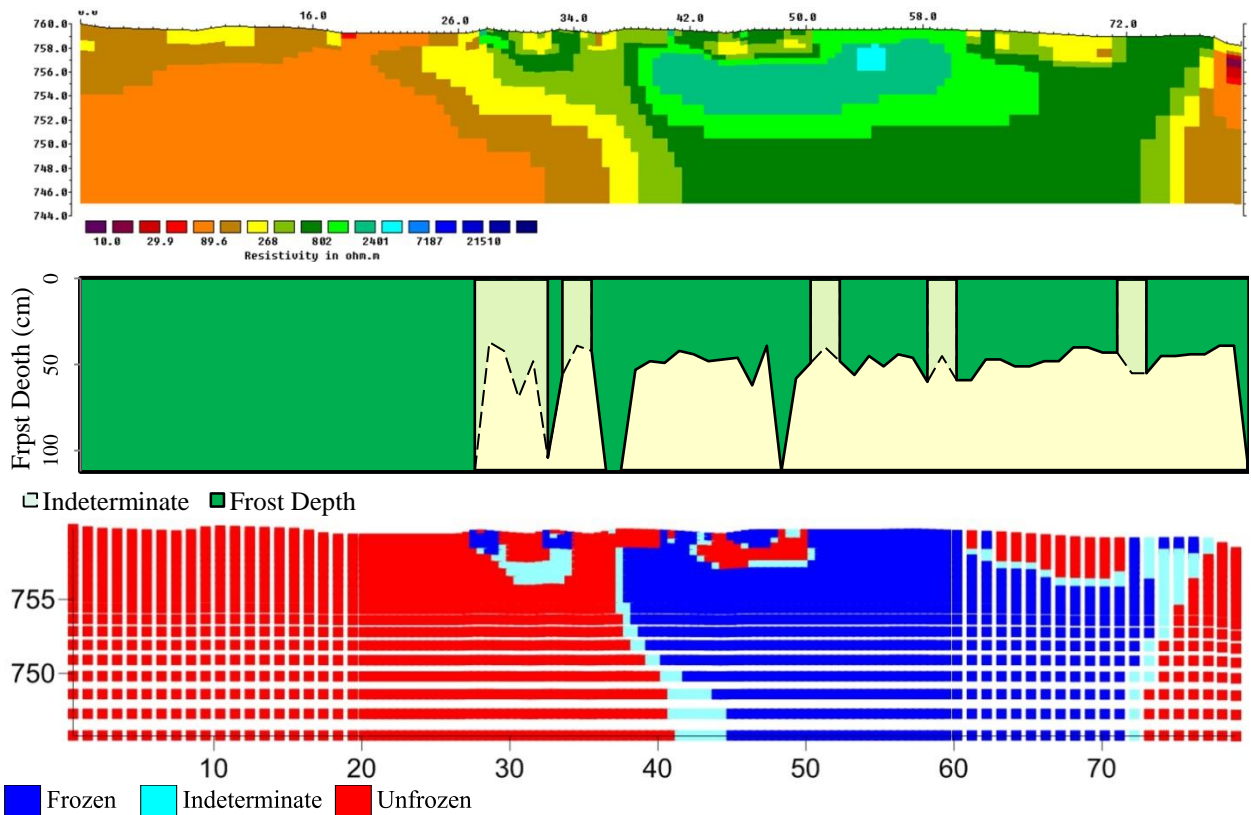 0.0 16.0 26.0 34.0 42.0 50.0 58.0 72.0
760.0
758.0
756.0
754.0
752.0
750.0
748.0
746.0
744.0
10.0 29.9 89.6 268 802 2401 7187 21510
Resistivity in ohm.m
Frpst Deoth (cm)
0
50
100
Indeterminate Frost Depth
755
750
10 20 30 40 50 60 70
Frozen Indeterminate Unfrozen